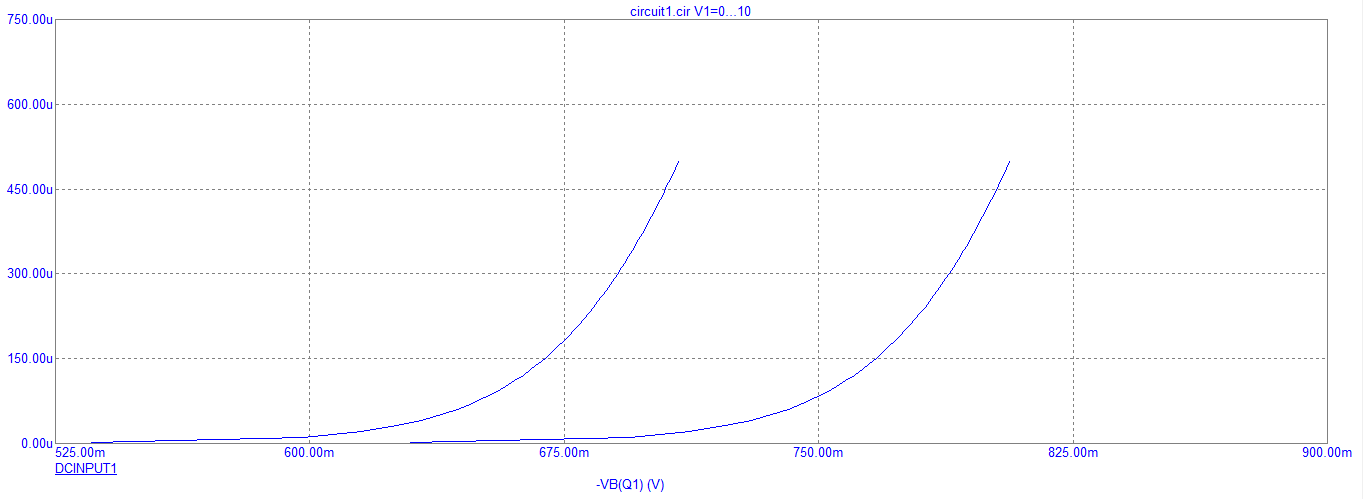 circuit1.cir V1=0...10
750.00u
600.00u
450.00u
300.00u
150.00u
0.00u
525.00m 600.00m 675.00m 750.00m 825.00m 900.00m
DCINPUT1
-VB(Q1) (V)